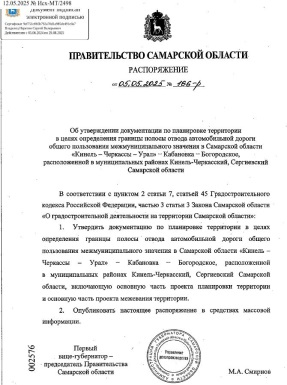 12.05.2025 № Исх-МТ/2498
Документ подписан
электронной подписью
ПРАВИТЕЛЬСТВО САМАРСКОЙ ОБЛАСТИ
РАСПОРЯЖЕНИЕ
от 05.05.2025 № 186-р
Об утверждении документации по планировке территории
в целях определения границы полосы отвода автомобильной дороги
общего пользования межмуниципального значения в Самарской области
«Кинель – Черкассы – Урал» – Кабановка – Богородское,
расположенной в муниципальных районах Кинель-Черкасский, Сергиевский
Самарской области
В соответствии с пунктом 2 статьи 7, статьей 45 Градостроительного
кодекса Российской Федерации, частью 3 статьи 3 Закона Самарской области
«О градостроительной деятельности на территории Самарской области»:
1. Утвердить документацию по планировке территории в целях
определения границы полосы отвода автомобильной дороги общего
пользования межмуниципального значения в Самарской области «Кинель –
Черкассы – Урал» – Кабановка – Богородское, расположенной
в муниципальных районах Кинель-Черкасский, Сергиевский Самарской
области, включающую основную часть проекта планировки территории
и основную часть проекта межевания территории.
2. Опубликовать настоящее распоряжение в средствах массовой
информации.
Первый
вице-губернатор –
председатель Правительства
Самарской области
М.А. Смирнов
002576